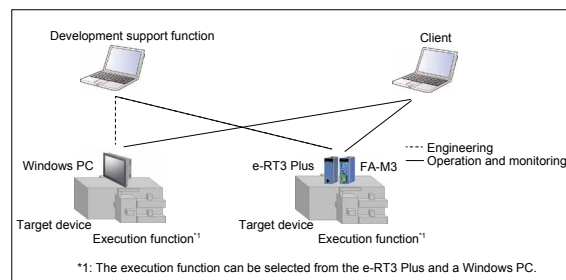 Development support function
Client
Engineering
Operation and monitoring
Windows PC
e-RT3 Plus
FA-M3
Target device
Target device
Execution function*1
Execution function*1
*1: The execution function can be selected from the e-RT3 Plus and a Windows PC.